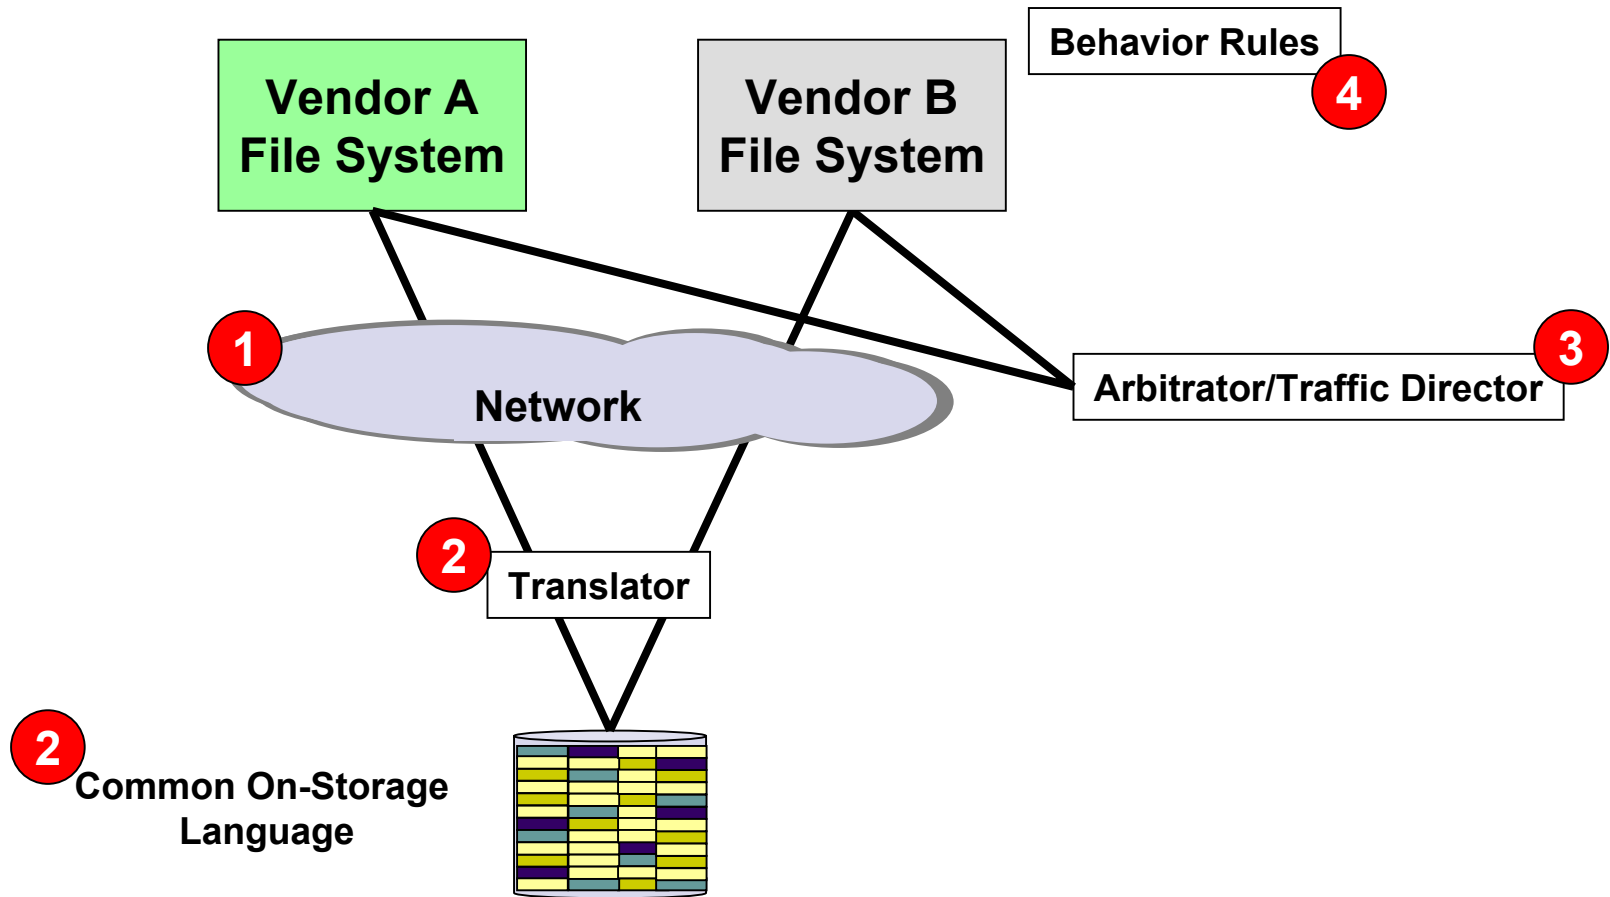 Behavior Rules
4
Vendor A
File System
Vendor B
File System
1
Network
3
Arbitrator/Traffic Director
2
Translator
2
Common On-Storage
Language